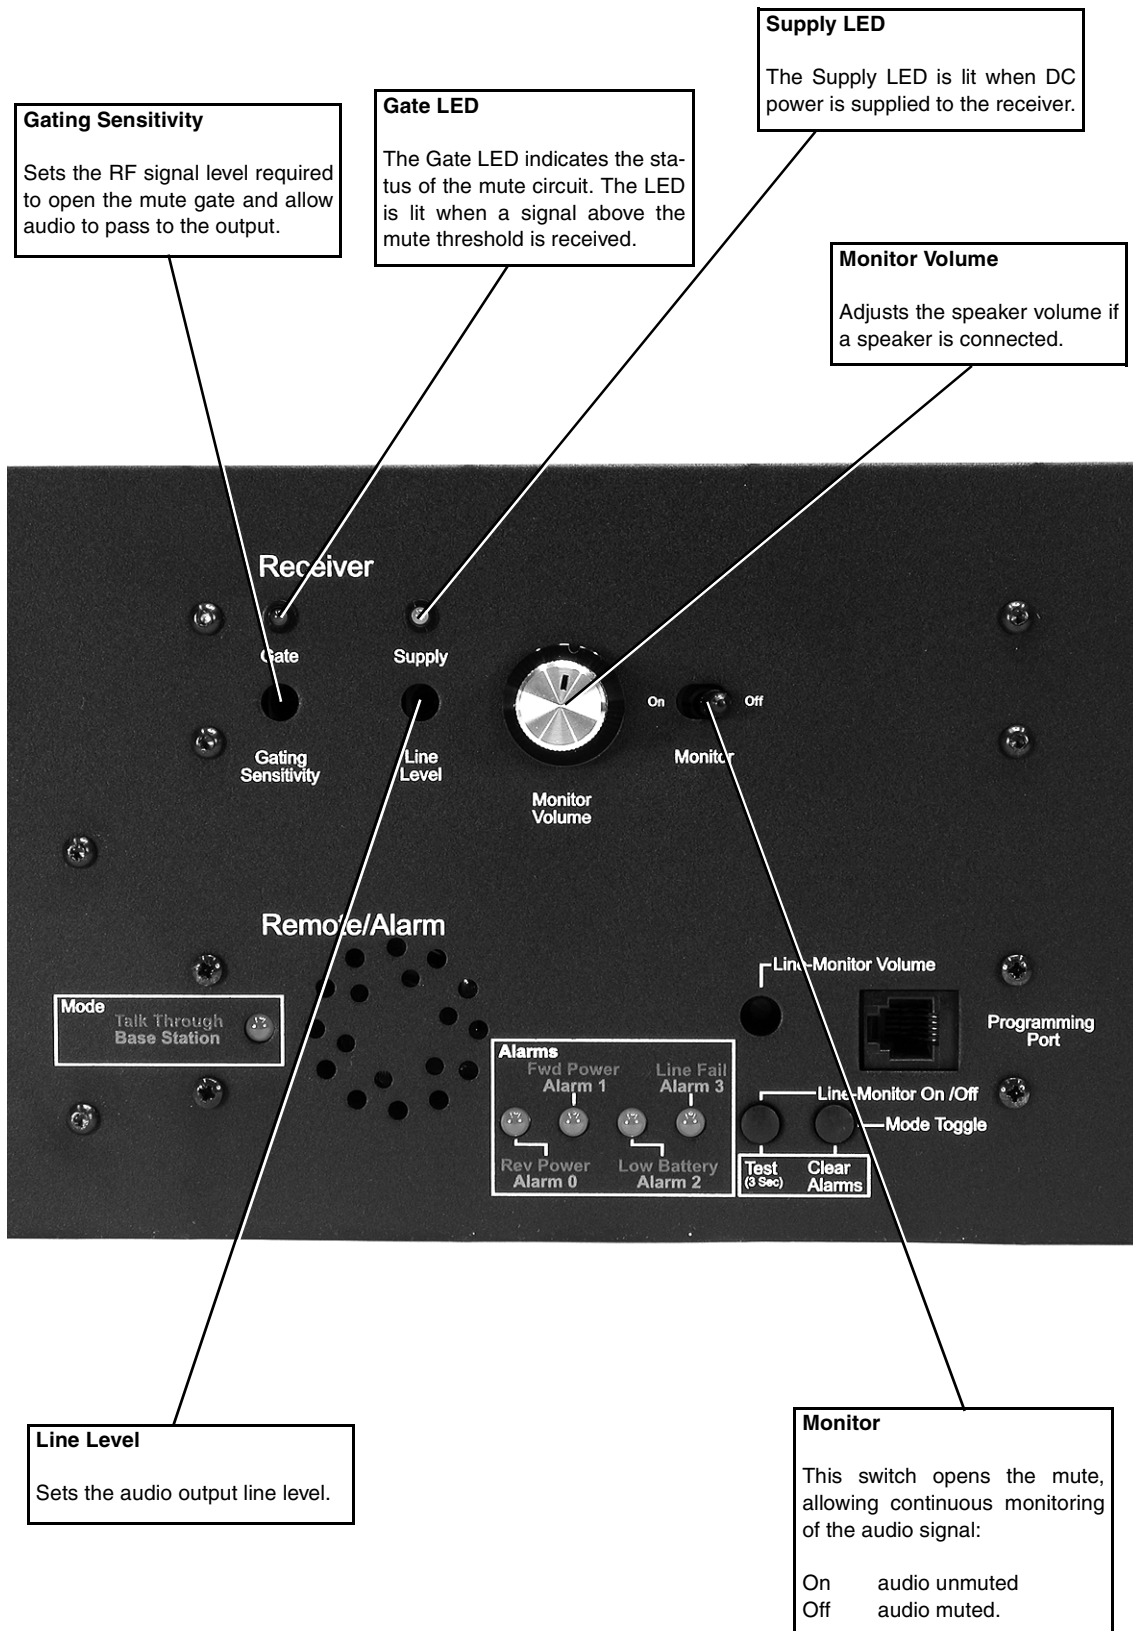 Supply LED
The Supply LED is lit when DC
power is supplied to the receiver.
Gating Sensitivity
Sets the RF signal level required
to open the mute gate and allow
audio to pass to the output.
Gate LED
The Gate LED indicates the sta-
tus of the mute circuit. The LED
is lit when a signal above the
mute threshold is received.
Monitor Volume
Adjusts the speaker volume if
a speaker is connected.
Receiver
Gate
Supply
On
Off
Gating
Sensitivity
Line
Level
Monitor
Monitor
Volume
Remote/Alarm
Line-Monitor Volume
Mode
Talk Through
Base Station
Programming
Port
Alarms
Fwd Power
Alarm 1
Line Fail
Alarm 3
Line-Monitor On /Off
Mode Toggle
Rev Power
Alarm 0
Low Battery
Alarm 2
Test
(3 Sec)
Clear
Alarms
Line Level
Sets the audio output line level.
Monitor
This switch opens the mute,
allowing continuous monitoring
of the audio signal:
On audio unmuted
Off audio muted.